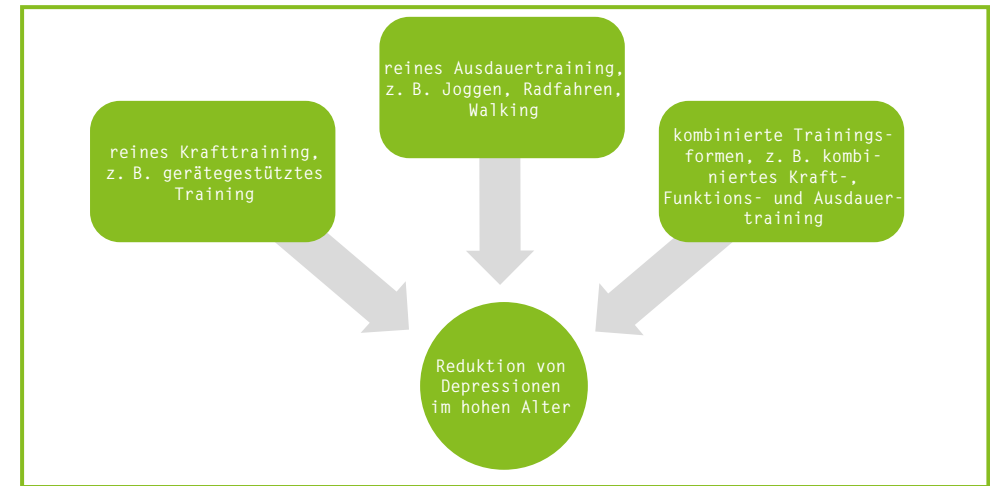 reines Krafttraining,
z. B. gerätegestütztes
Training
reines Ausdauertraining,
z. B. Joggen, Radfahren,
Walking
kombinierte Trainings-
formen, z. B. kombi-
niertes Kraft-,
Funktions- und Ausdauer-
training
Reduktion von
Depressionen
im hohen Alter